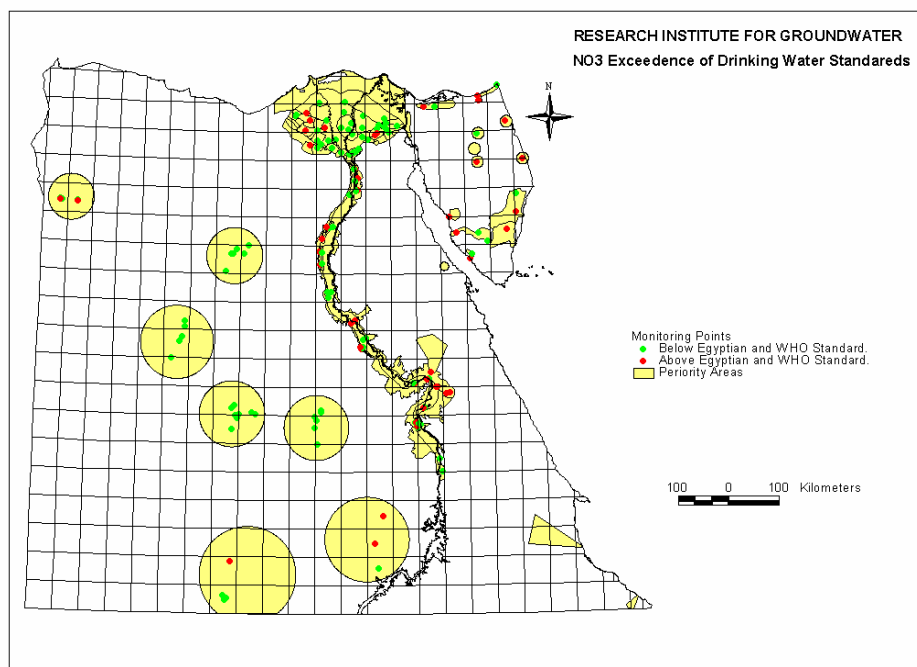 RESEARCH INSTITUTE FOR GROUNDWATER
NO3 Exceedence of Drinking Water Standareds
N
Monitoring Points
Below Egyptian and WHO Standard.
Above Egyptian and WHO Standard.
Periority Areas
100 0 100 Kilometers